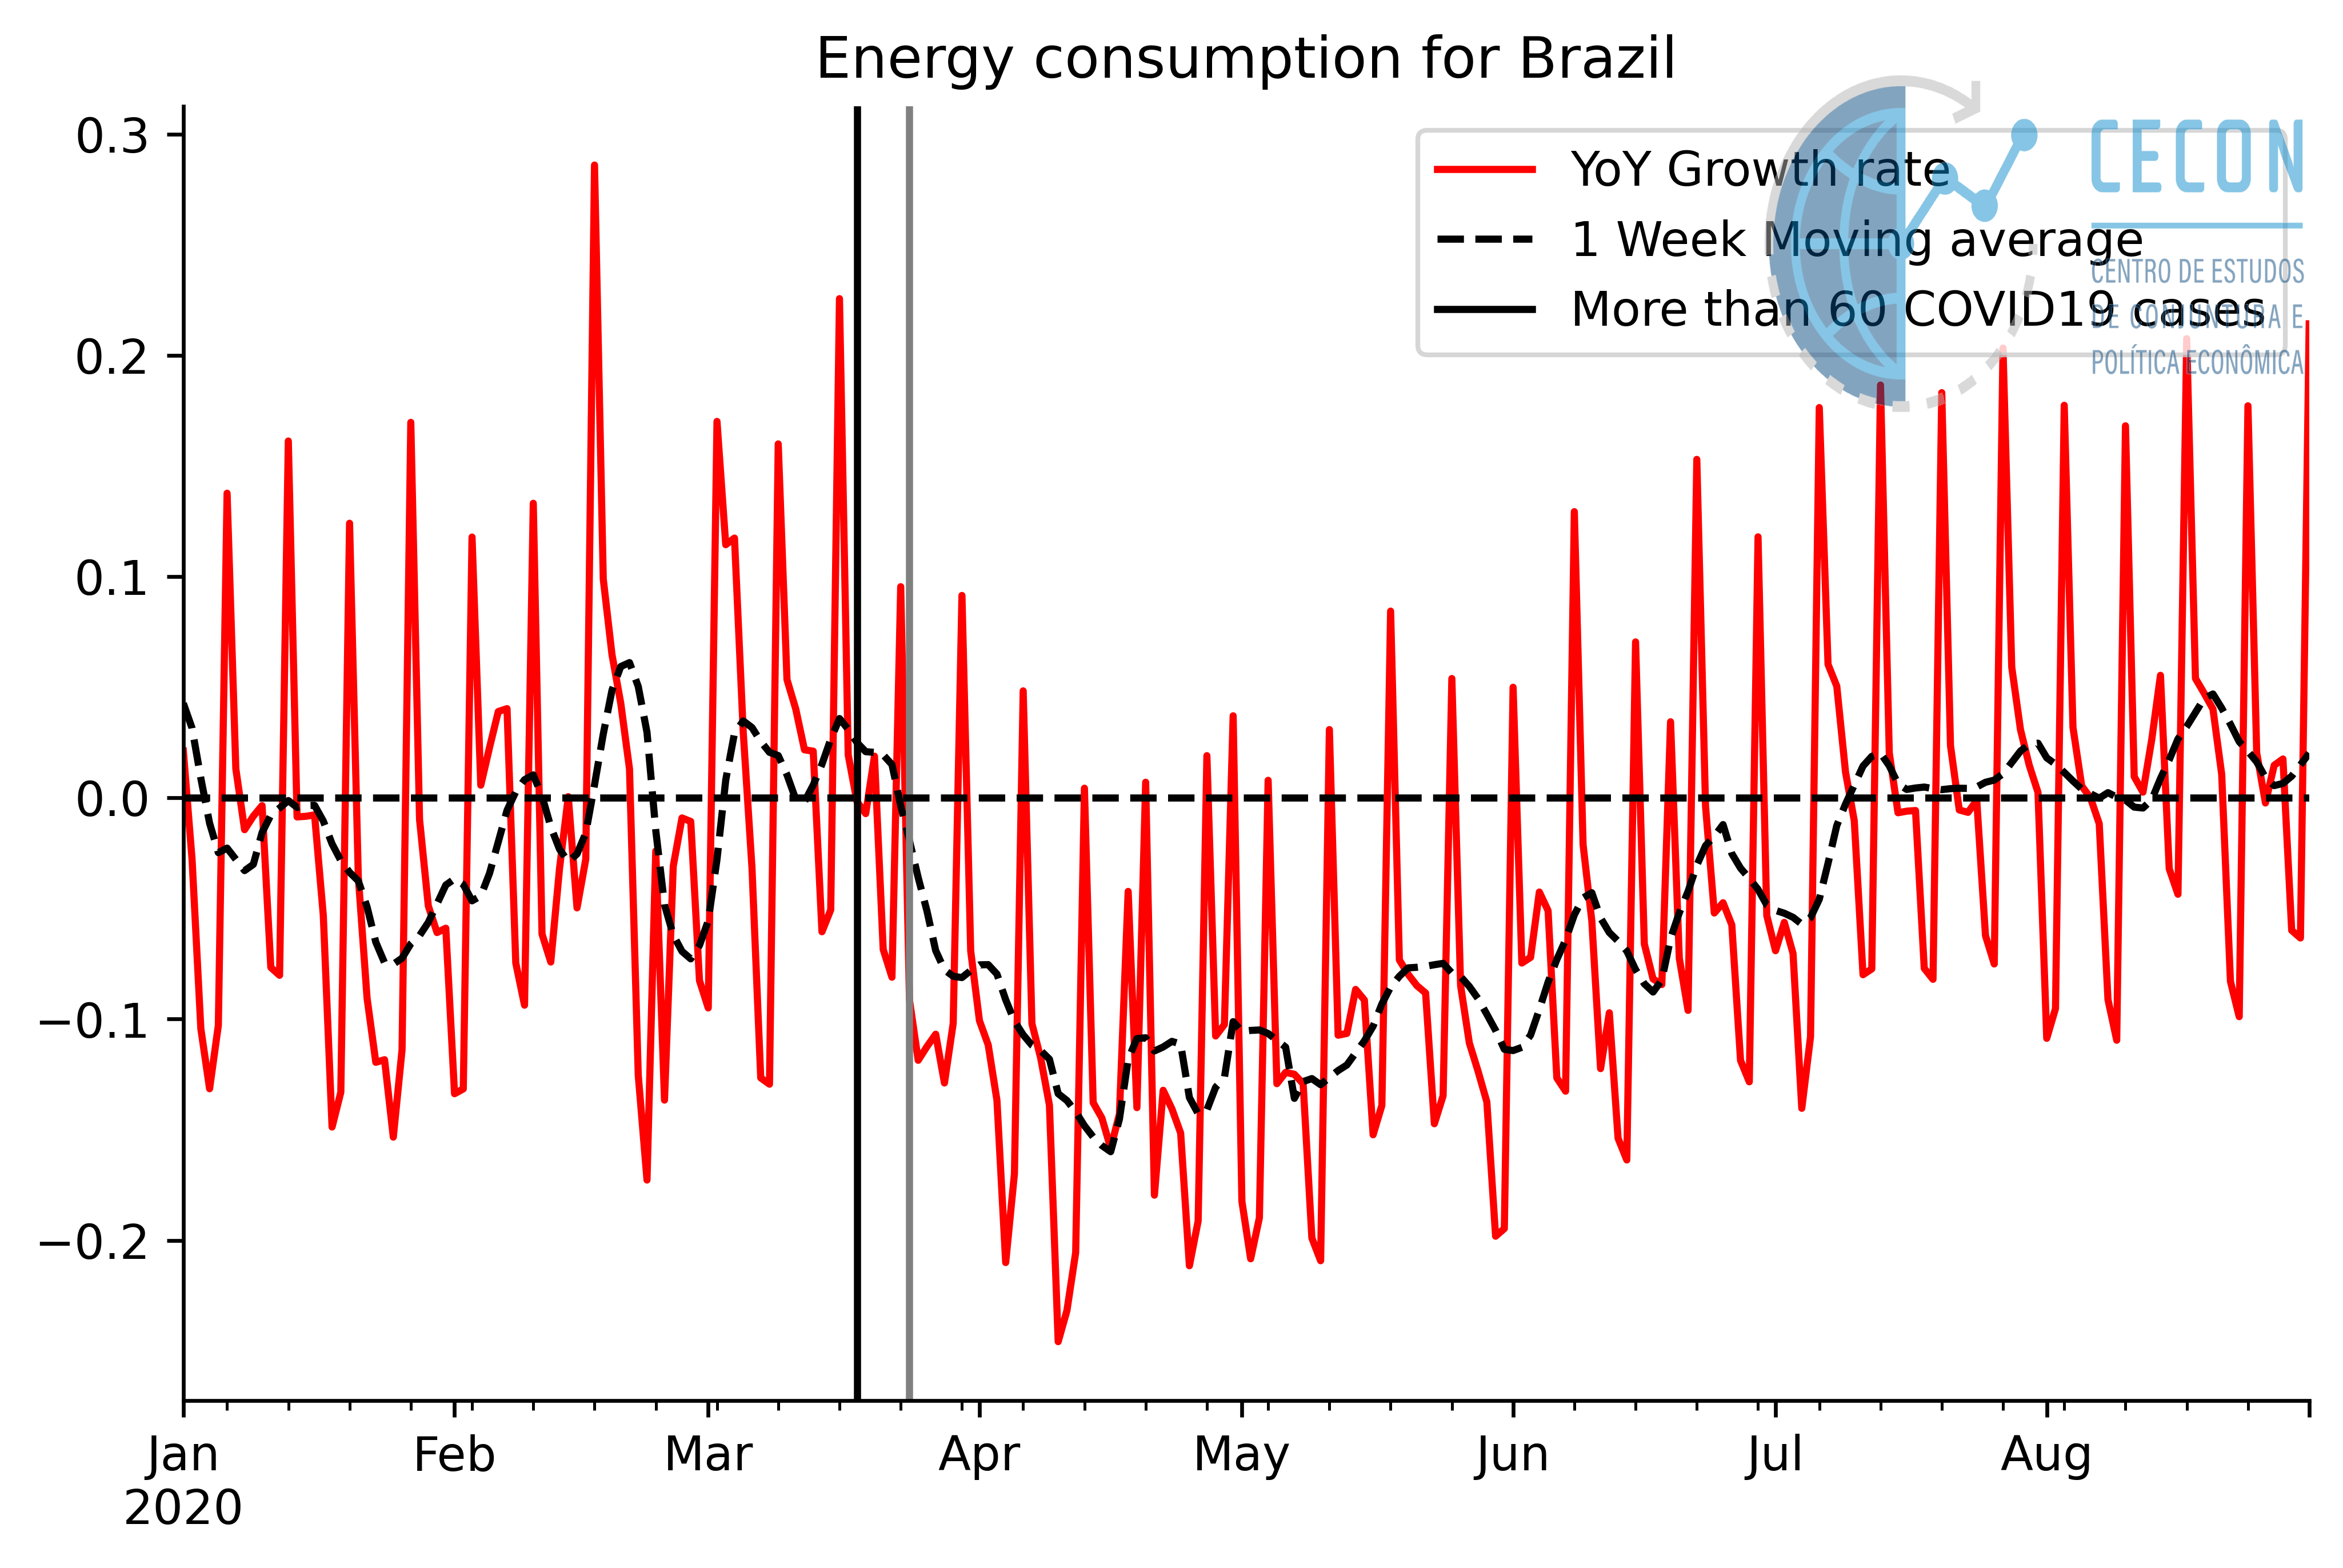 Energy consumption for Brazil
0.3
0.2
0.1
0.0
−0.1
−0.2
YoY Growth rate
1 Week Moving average
More than 60 COVID19 cases
CECON
CENTRO DE ESTUDOS
DE CONJUNTURA E
POLÍTICA ECONÔMICA
Jan Feb Mar Apr May Jun Jul Aug
2020